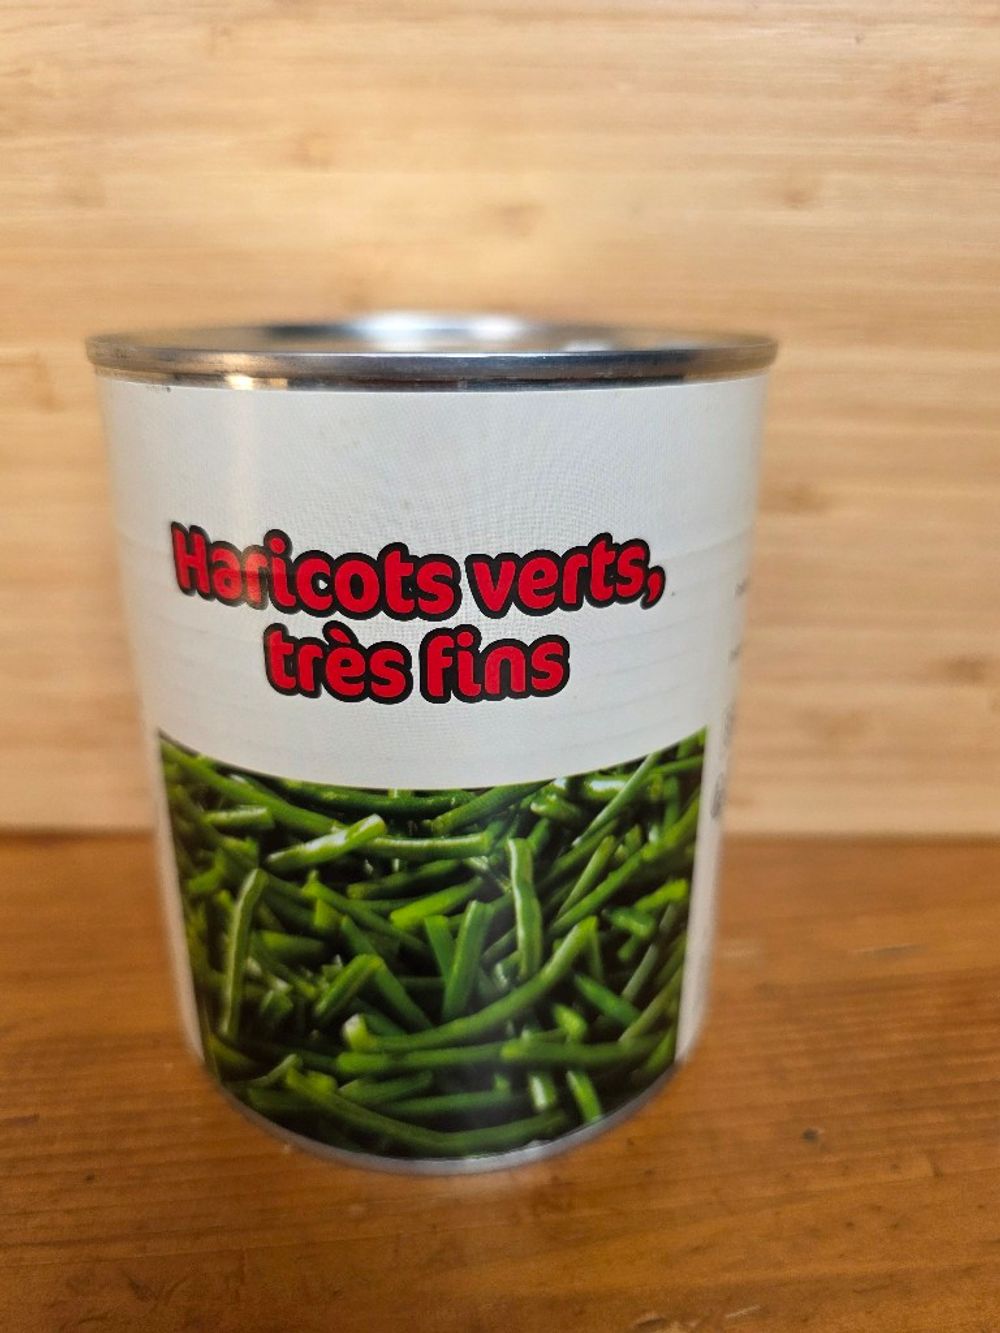 Haricots verts,
très fins